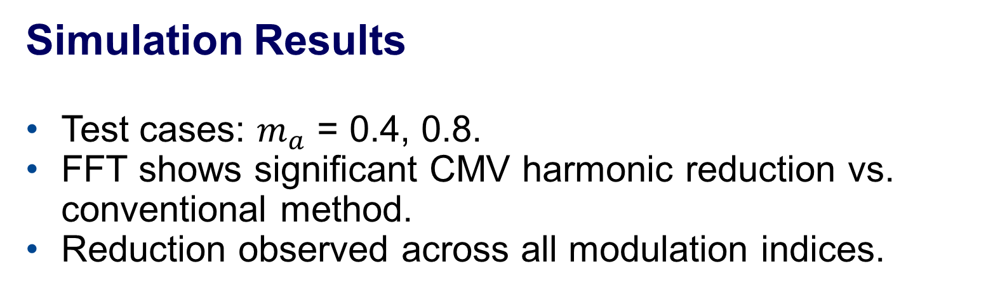 Simulation Results
• Test cases: 𝑚ₐ = 0.4, 0.8.
• FFT shows significant CMV harmonic reduction vs.
conventional method.
• Reduction observed across all modulation indices.